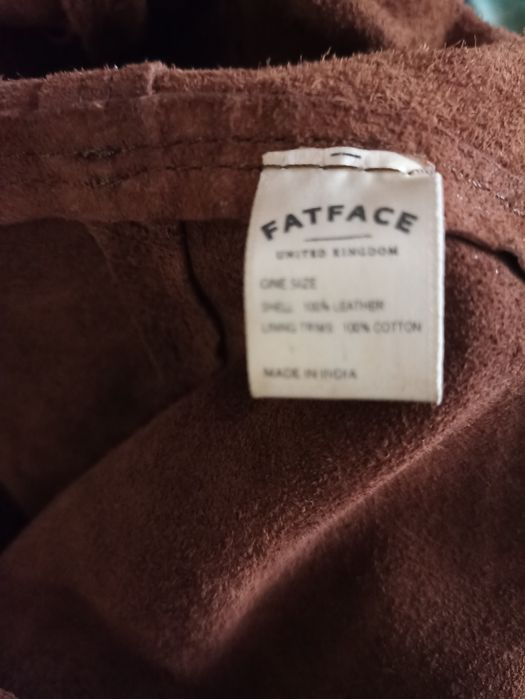 FATFACE
UNITED KINGDOM
ONE SIZE
SHELL: 100% LEATHER
LINING TRIMS: 100% COTTON
MADE IN INDIA